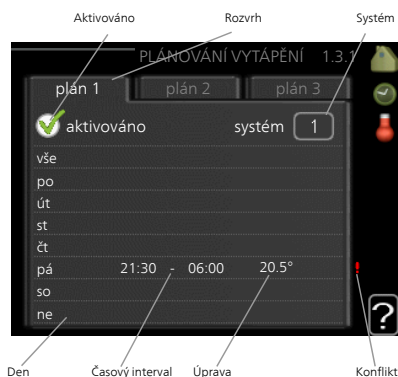 Aktivováno Rozvrh Systém
PLÁNOVÁNÍ VYTÁPĚNÍ 1.3.1
plán 1 plán 2 plán 3
aktivováno systém 1
vše
po
út
st
čt
pá 21:30 - 06:00 20.5° !
so
ne
?
Den Časový interval Úprava Konflikt